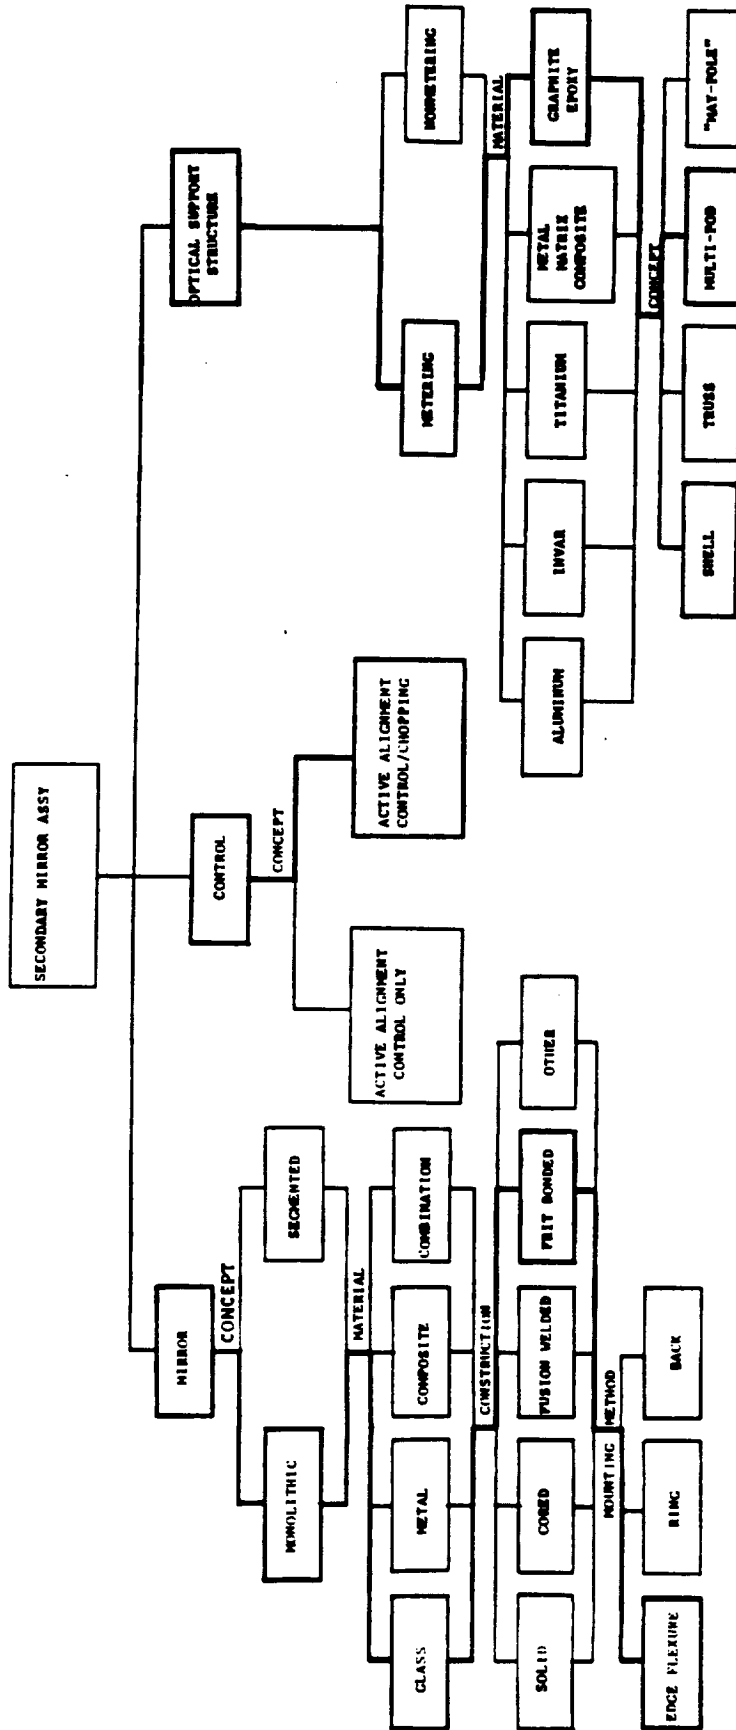 SECONDARY MIRROR ASSY
MIRROR
CONTROL
OPTICAL SUPPORT
STRUCTURE
CONCEPT
MONOLITHIC
SEGMENTED
MATERIAL
GLASS
METAL
COMPOSITE
COMBINATION
CONSTRUCTION
SOLID
CORED
FUSION WELDED
FRIT BONDED
OTHER
MOUNTING METHOD
EDGE FLEXURE
RING
BACK
CONCEPT
ACTIVE ALIGNMENT
CONTROL ONLY
ACTIVE ALIGNMENT
CONTROL/CHOPPING
METERING
NONMETERING
MATERIAL
ALUMINUM
INVAR
TITANIUM
METAL
MATRIX
COMPOSITE
GRAPHITE
EPOXY
CONCEPT
SHELL
TRUSS
MULTI-POD
"MAY-POLE"